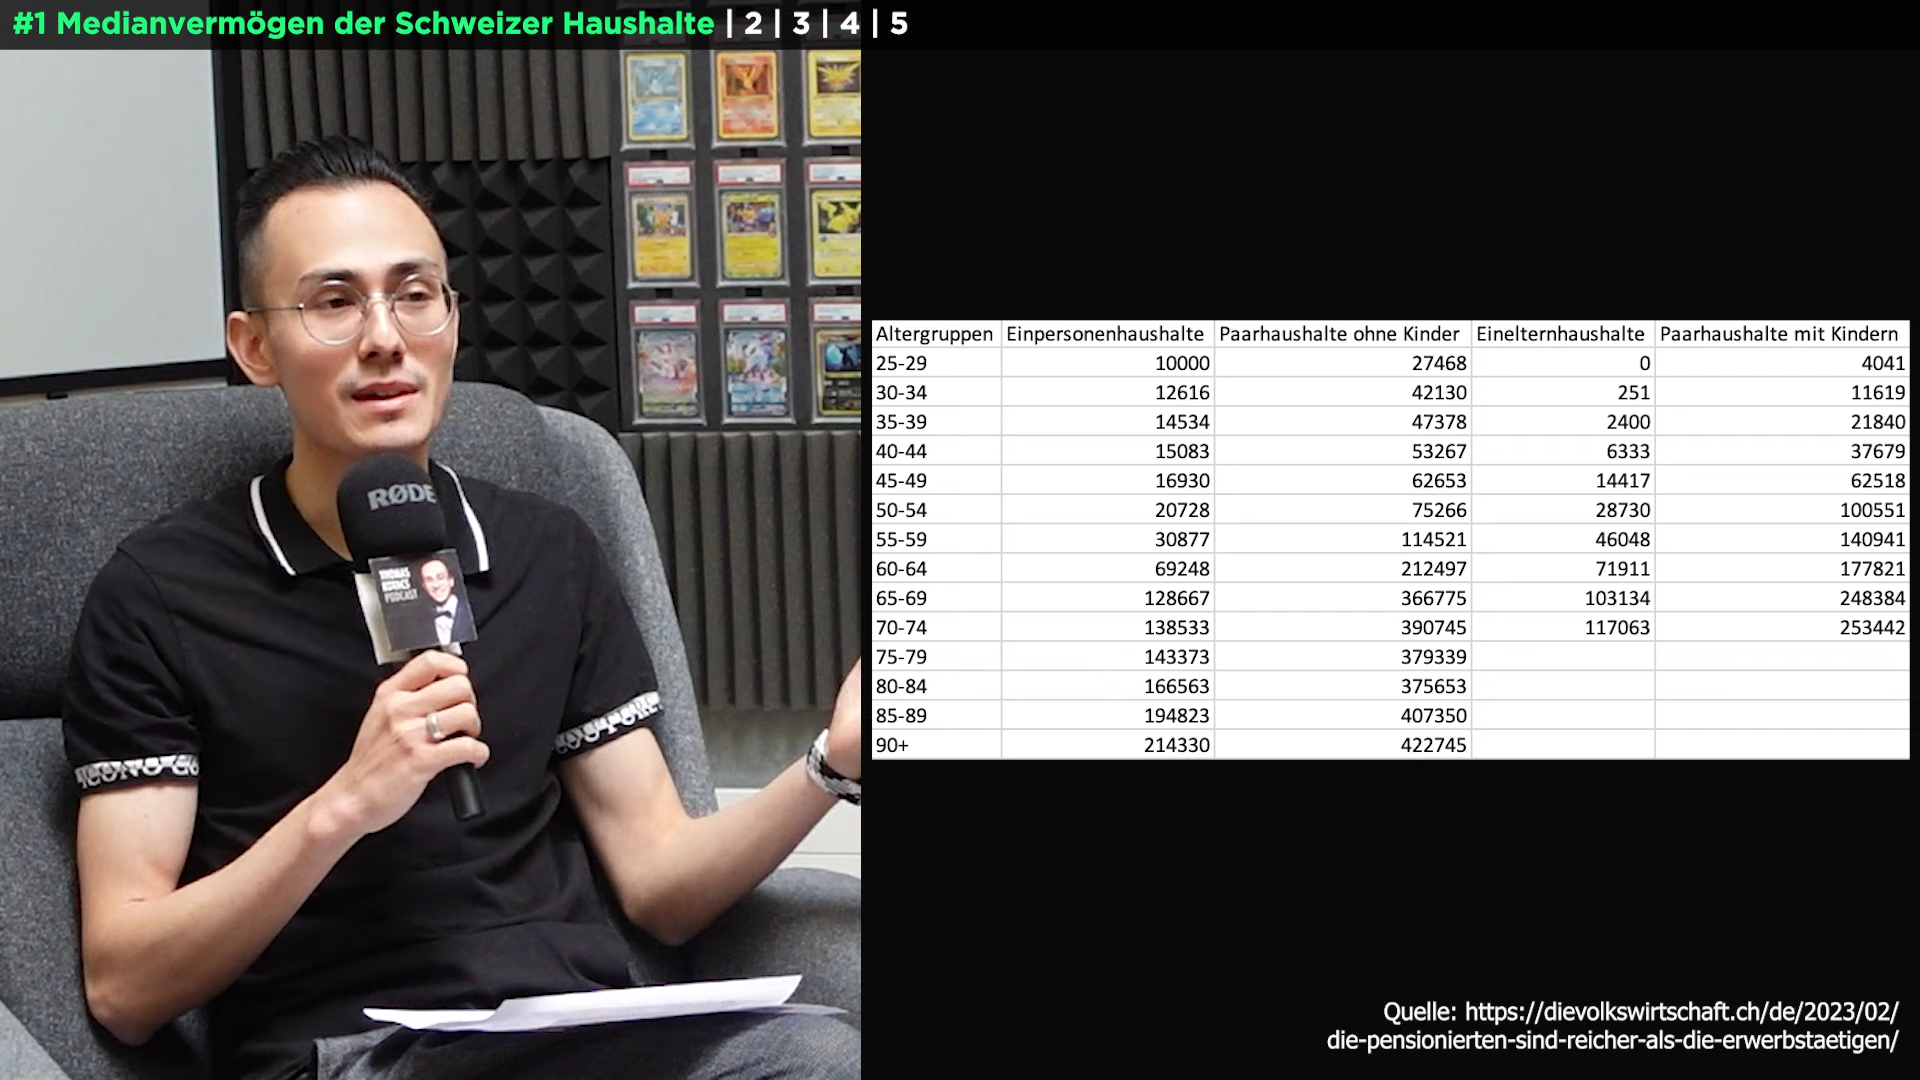 #1 Medianvermögen der Schweizer Haushalte | 2 | 3 | 4 | 5
RØDE
THOMAS
KOVACS
PODCAST
Altergruppen Einpersonenhaushalte Paarhaushalte ohne Kinder Einelternhaushalte Paarhaushalte mit Kindern
25-29 10000 27468 0 4041
30-34 12616 42130 251 11619
35-39 14534 47378 2400 21840
40-44 15083 53267 6333 37679
45-49 16930 62653 14417 62518
50-54 20728 75266 28730 100551
55-59 30877 114521 46048 140941
60-64 69248 212497 71911 177821
65-69 128667 366775 103134 248384
70-74 138533 390745 117063 253442
75-79 143373 379339
80-84 166563 375653
85-89 194823 407350
90+ 214330 422745
Quelle: https://dievolkswirtschaft.ch/de/2023/02/
die-pensionierten-sind-reicher-als-die-erwerbstaetigen/